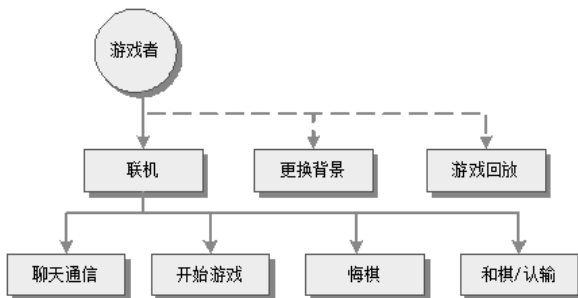 游戏者
联机
更换背景
游戏回放
聊天通信
开始游戏
悔棋
和棋/认输